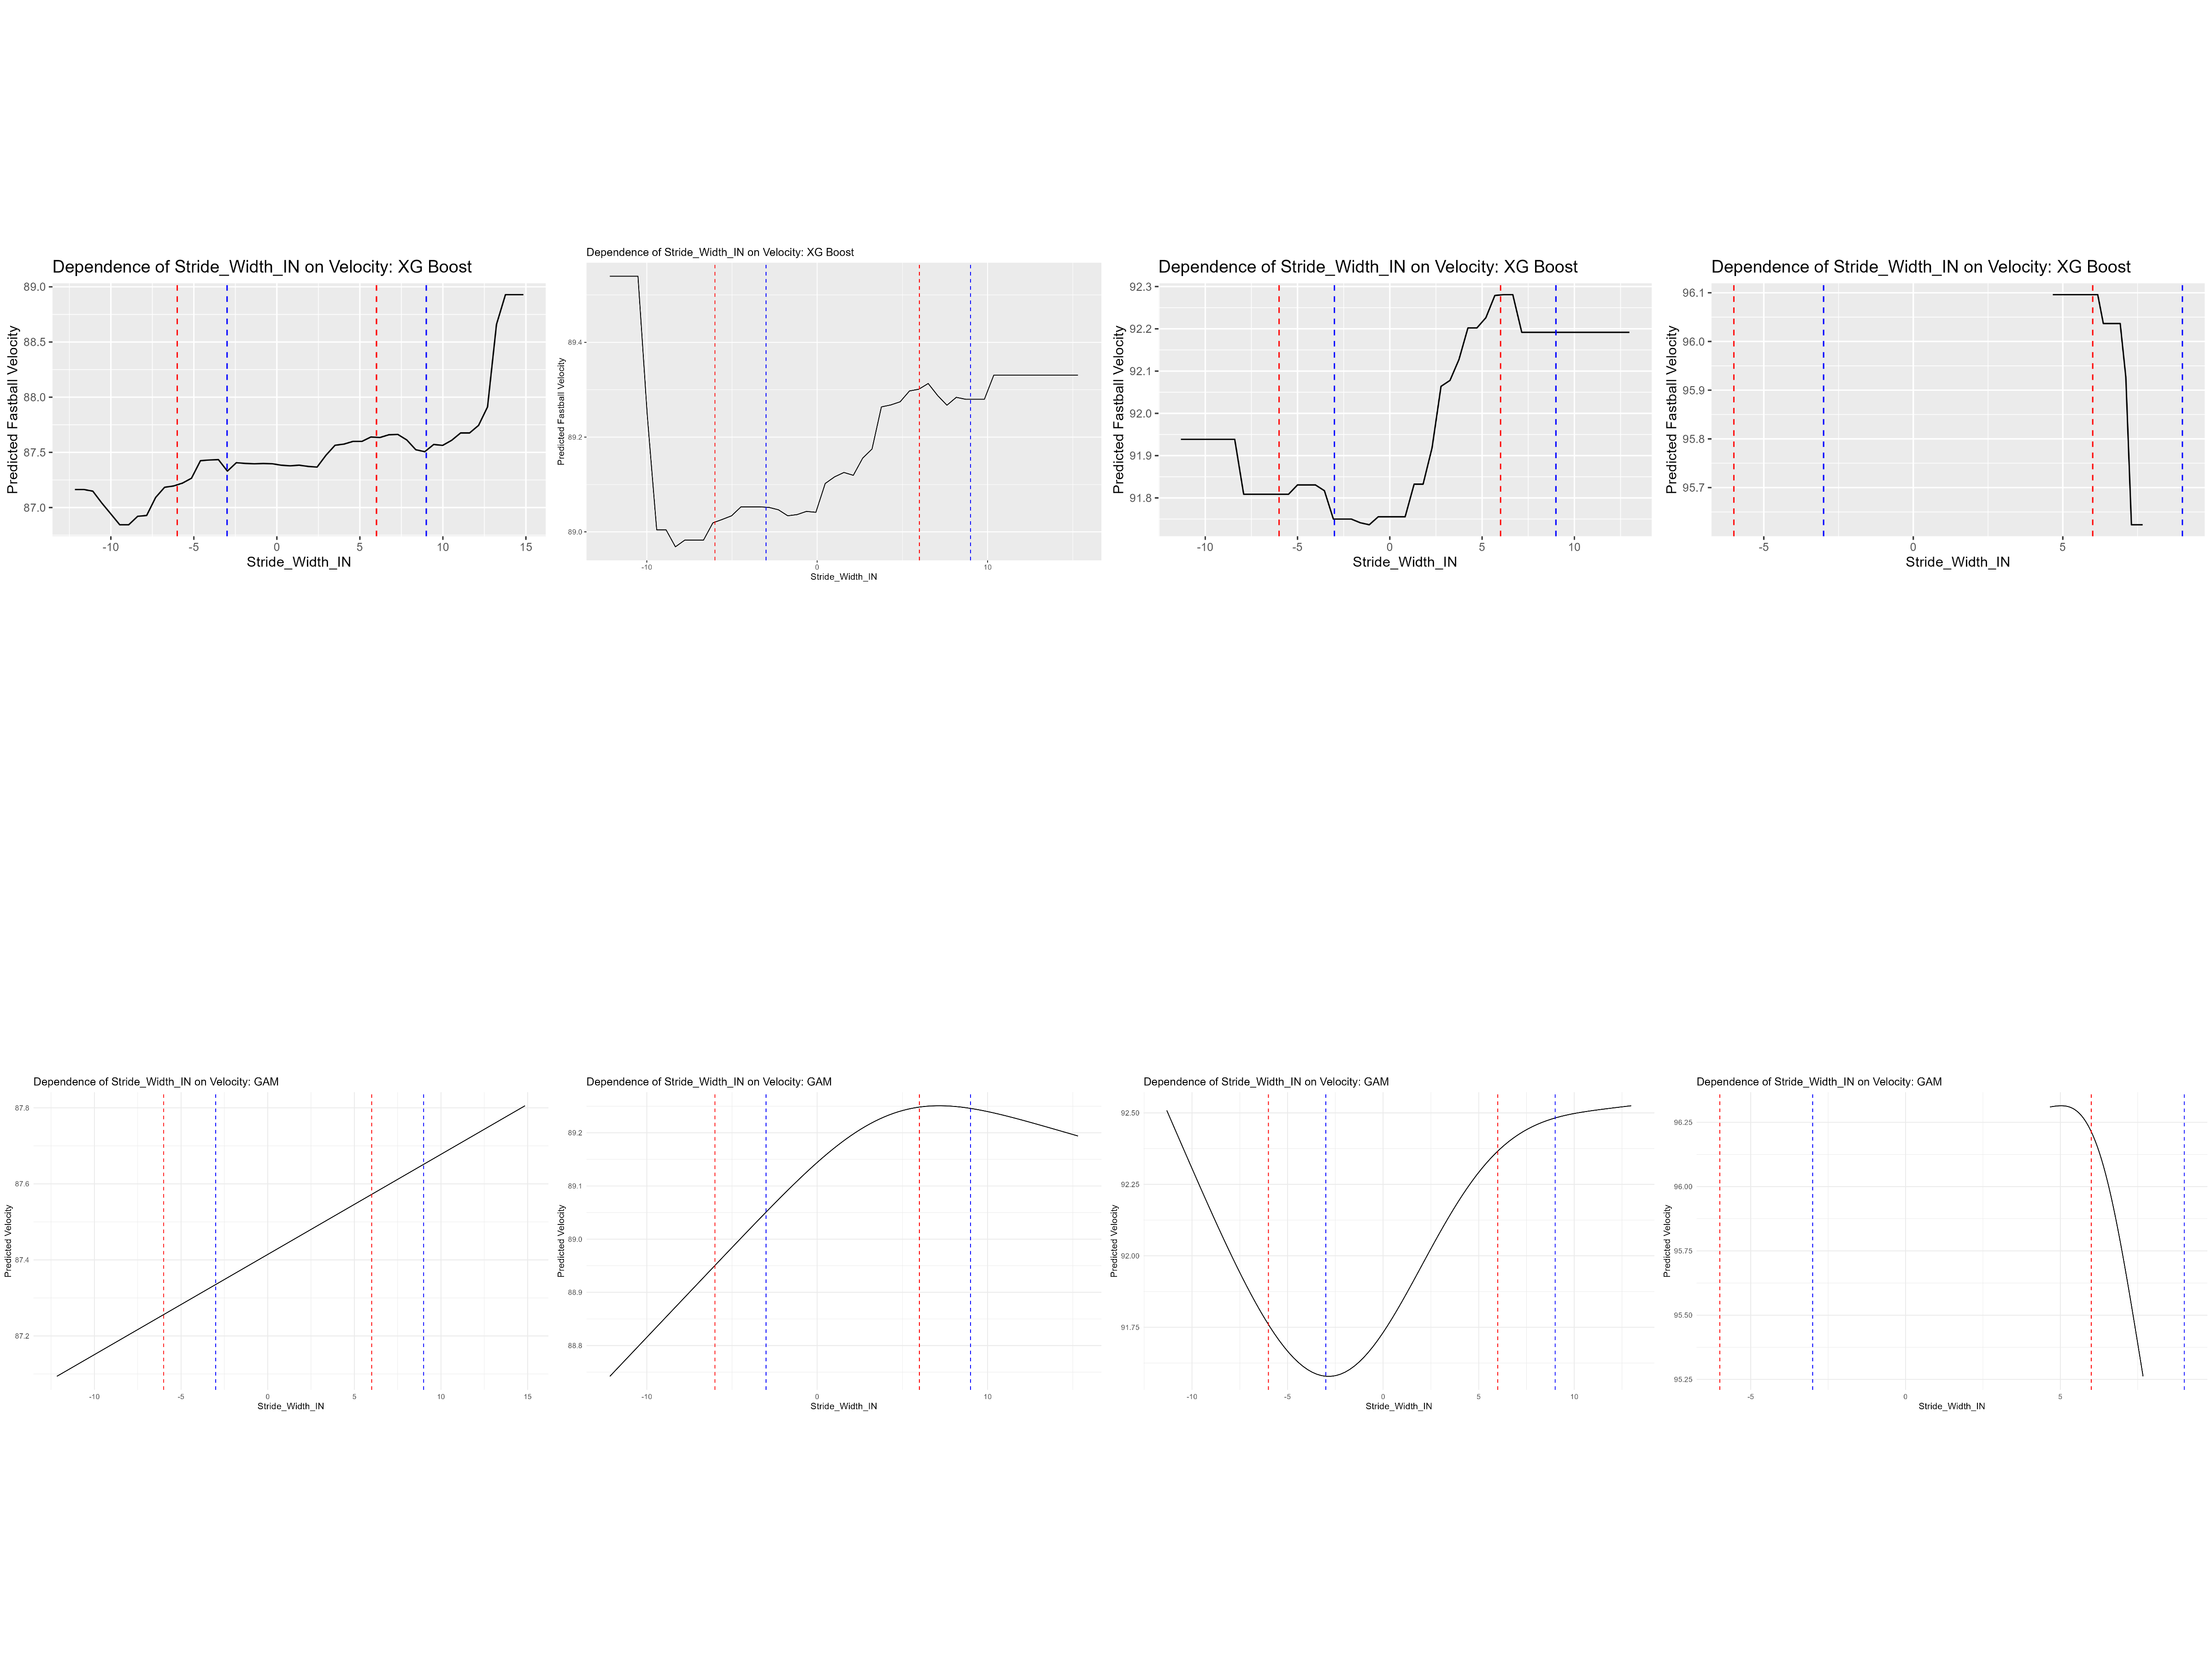 Dependence of Stride_Width_IN on Velocity: XG Boost
Predicted Fastball Velocity
89.0
88.5
88.0
87.5
87.0
-10 -5 0 5 10 15
Stride_Width_IN
Dependence of Stride_Width_IN on Velocity: XG Boost
Predicted Fastball Velocity
89.4
89.2
89.0
-10 0 10
Stride_Width_IN
Dependence of Stride_Width_IN on Velocity: XG Boost
Predicted Fastball Velocity
92.3
92.2
92.1
92.0
91.9
91.8
-10 -5 0 5 10
Stride_Width_IN
Dependence of Stride_Width_IN on Velocity: XG Boost
Predicted Fastball Velocity
96.1
96.0
95.9
95.8
95.7
-5 0 5
Stride_Width_IN
Dependence of Stride_Width_IN on Velocity: GAM
Predicted Velocity
87.8
87.6
87.4
87.2
-10 -5 0 5 10 15
Stride_Width_IN
Dependence of Stride_Width_IN on Velocity: GAM
Predicted Velocity
89.2
89.1
89.0
88.9
88.8
-10 0 10
Stride_Width_IN
Dependence of Stride_Width_IN on Velocity: GAM
Predicted Velocity
92.50
92.25
92.00
91.75
-10 -5 0 5 10
Stride_Width_IN
Dependence of Stride_Width_IN on Velocity: GAM
Predicted Velocity
96.25
96.00
95.75
95.50
95.25
-5 0 5
Stride_Width_IN